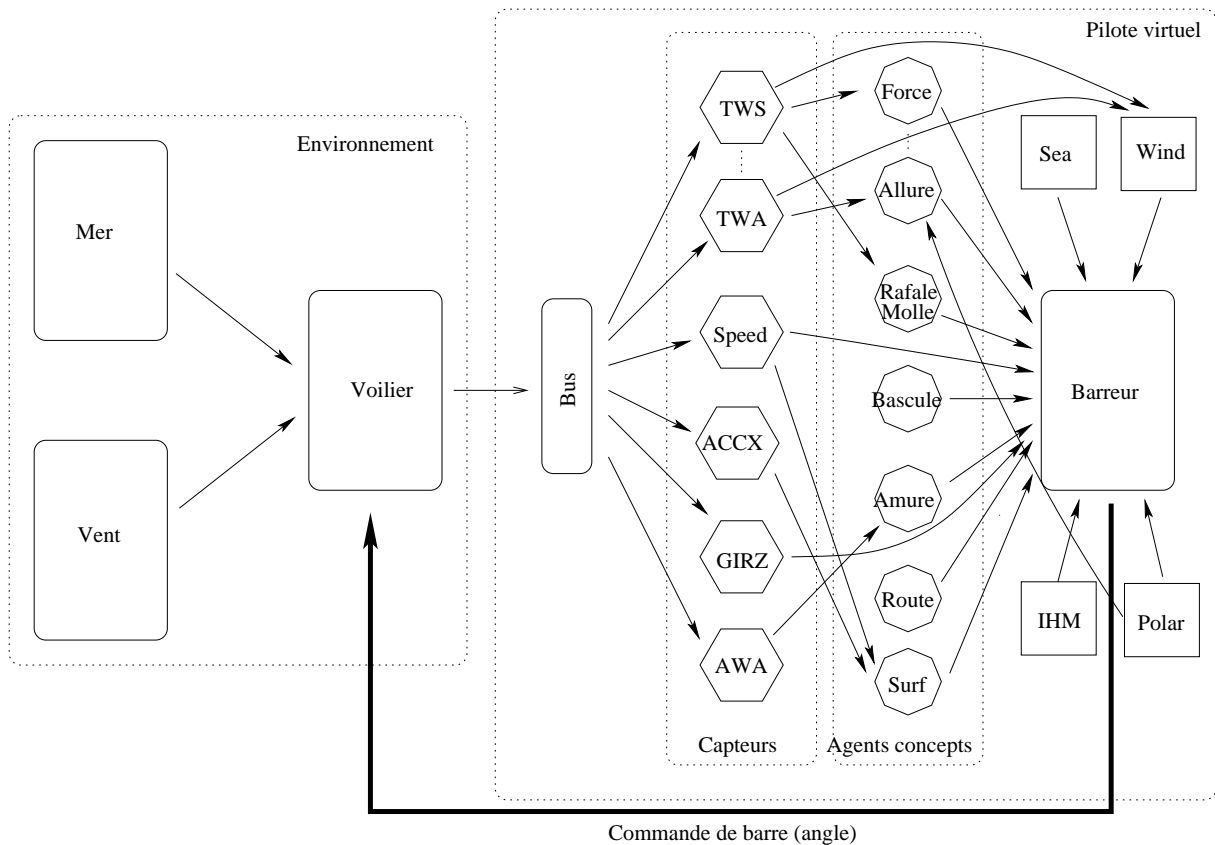 Pilote virtuel
Environnement
Mer
Vent
Voilier
Bus
TWS
TWA
Speed
ACCX
GIRZ
AWA
Capteurs
Force
Allure
Rafale
Molle
Bascule
Amure
Route
Surf
Agents concepts
Sea
Wind
Barreur
IHM
Polar
Commande de barre (angle)